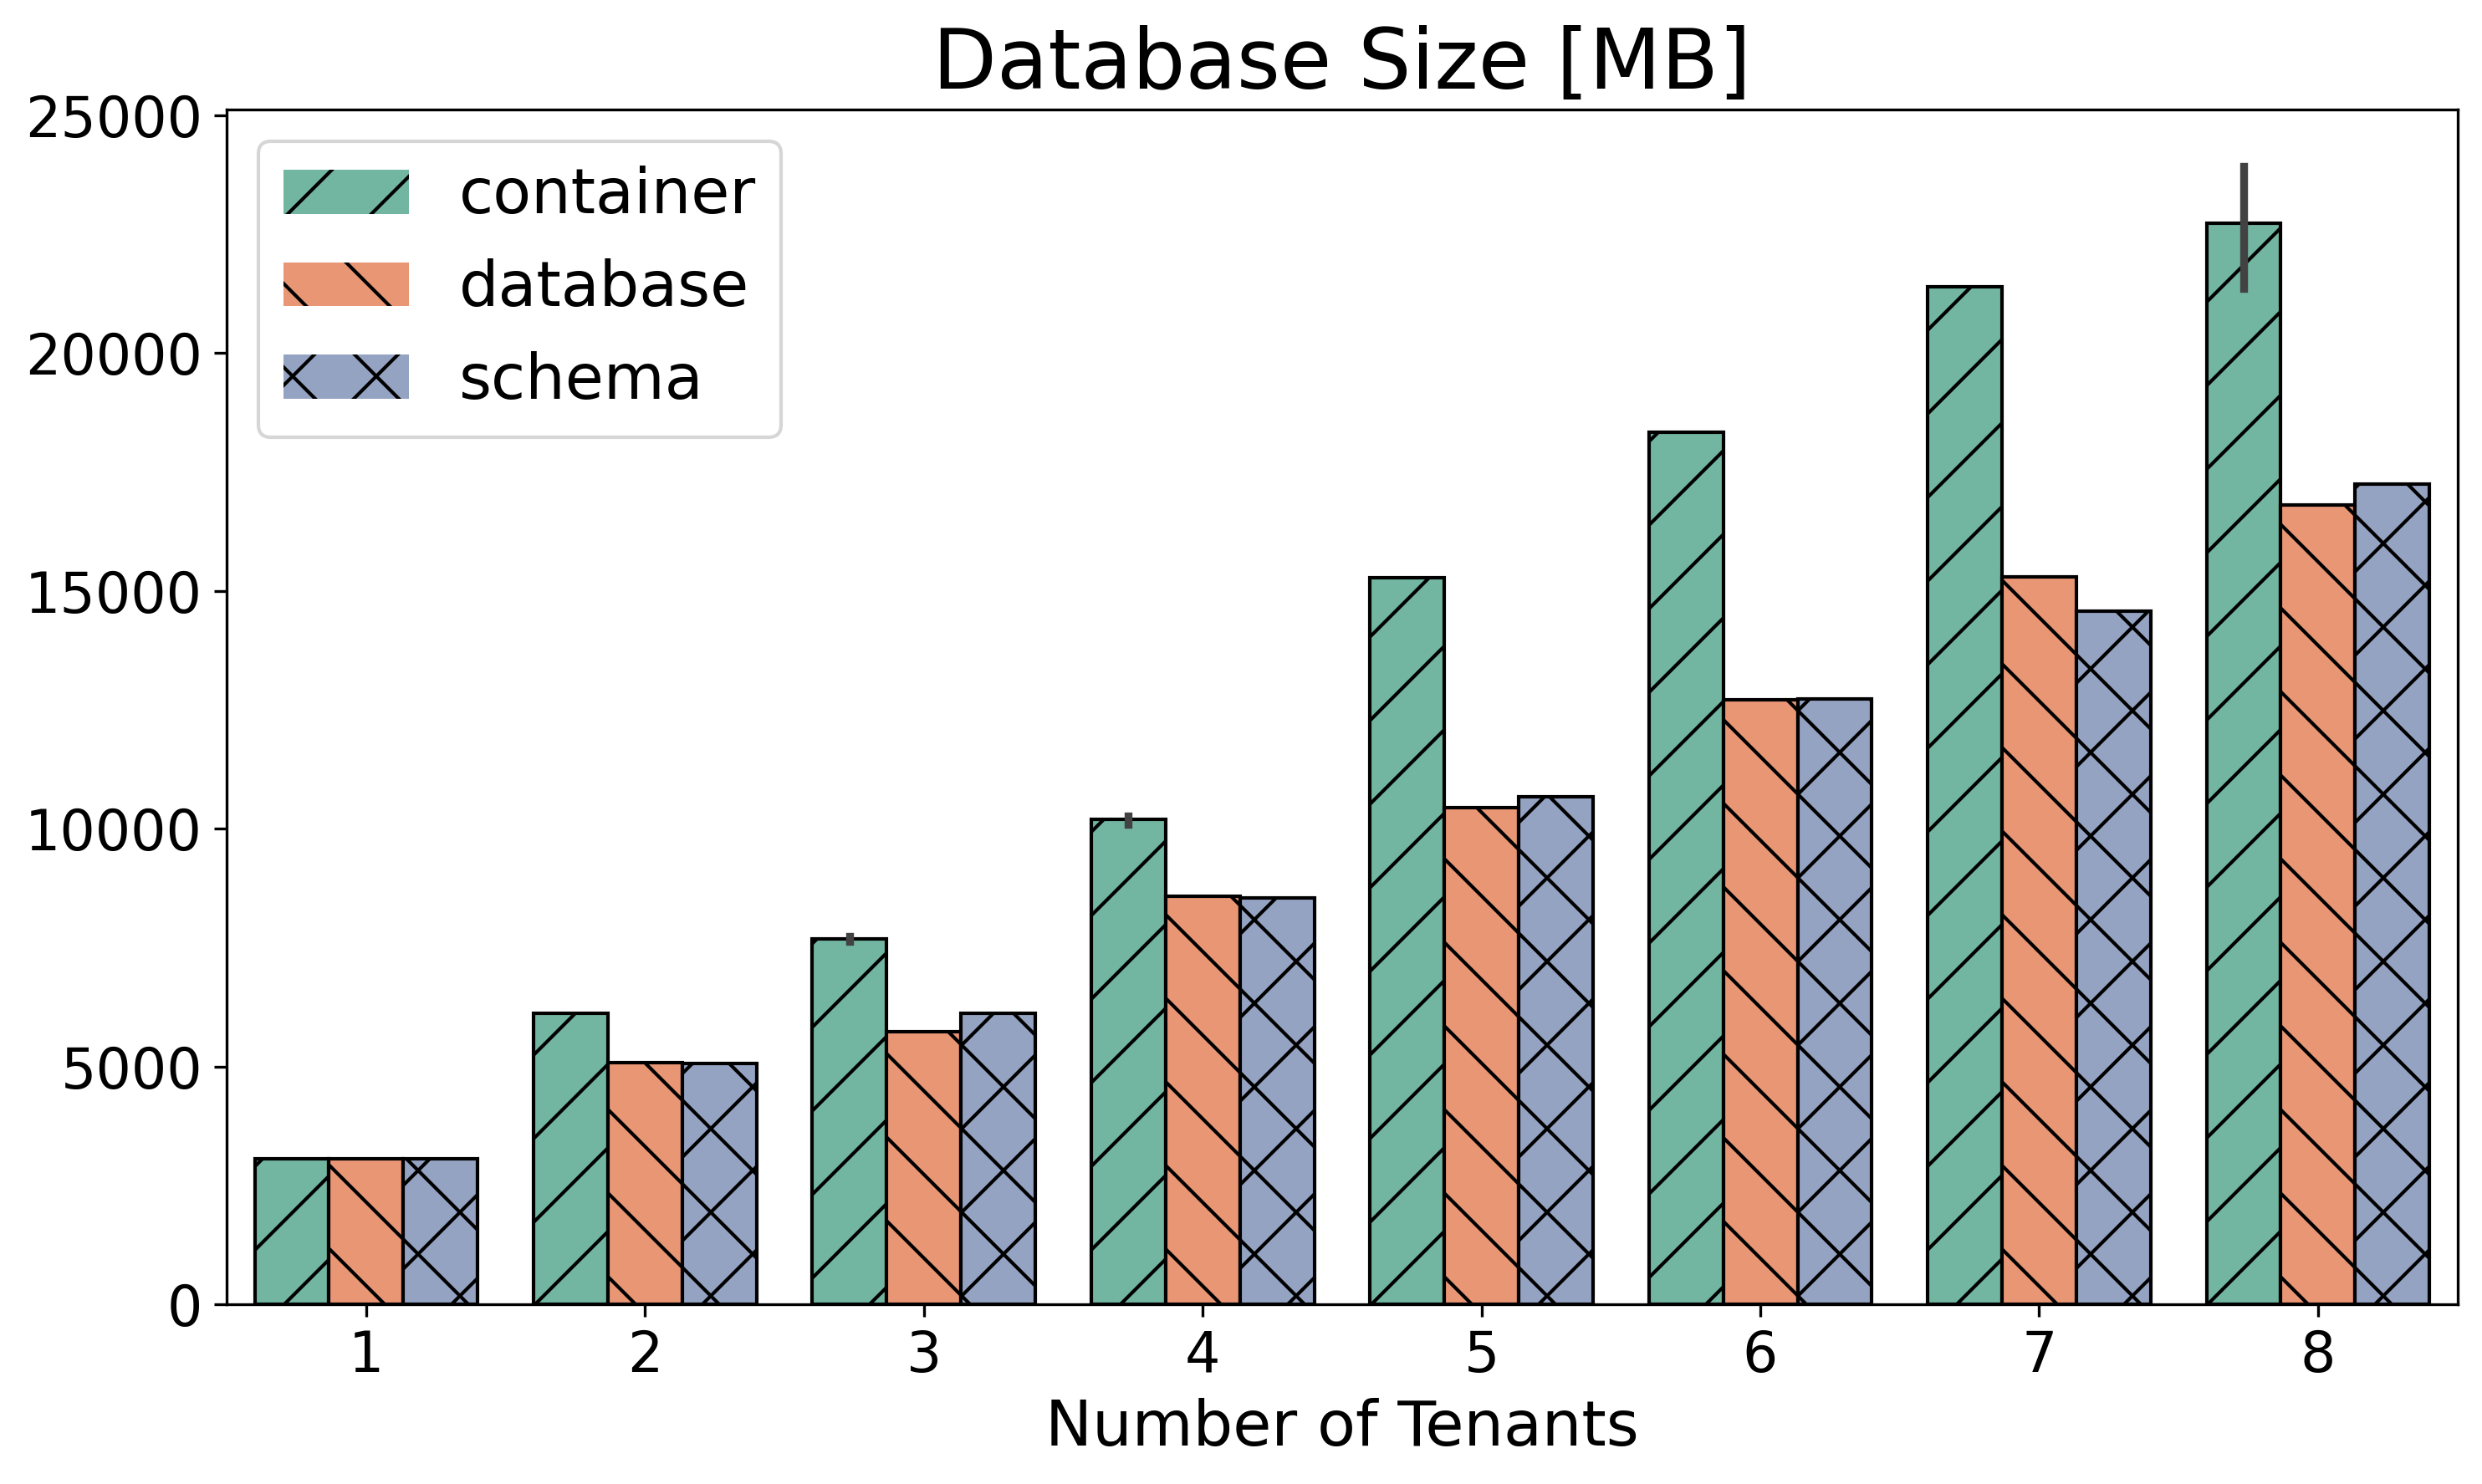 Database Size [MB]
25000
20000
15000
10000
5000
0
container
database
schema
1 2 3 4 5 6 7 8
Number of Tenants